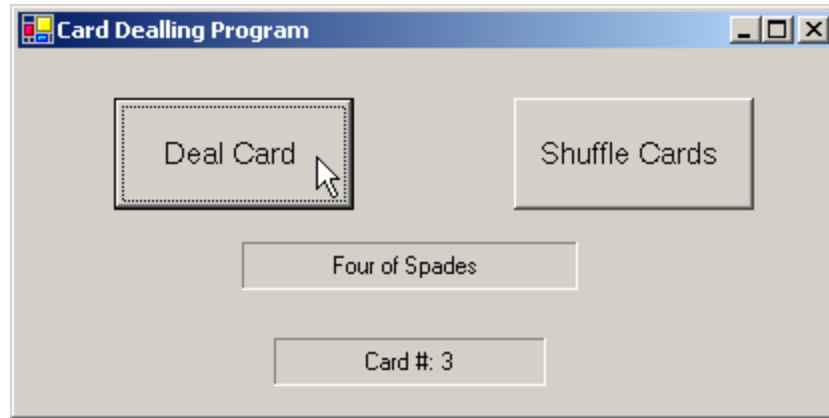 Card Dealling Program
Deal Card
Shuffle Cards
Four of Spades
Card #: 3